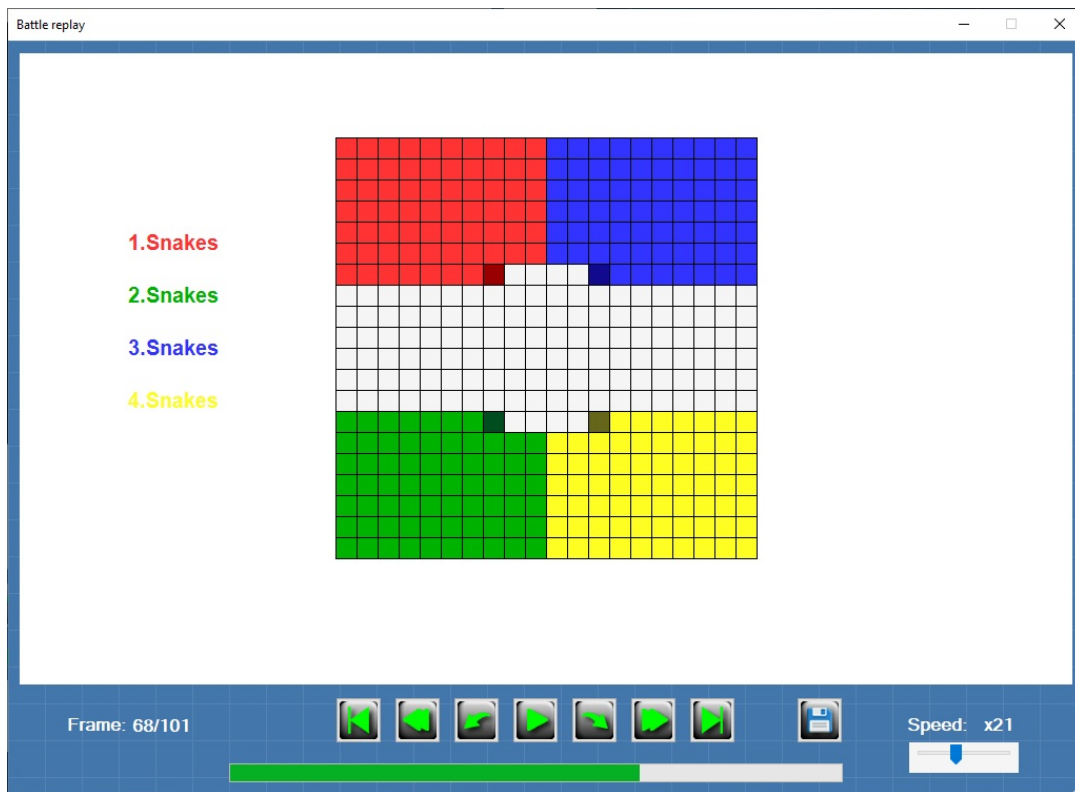 Battle replay
1.Snakes
2.Snakes
3.Snakes
4.Snakes
Frame: 68/101
Speed: x21